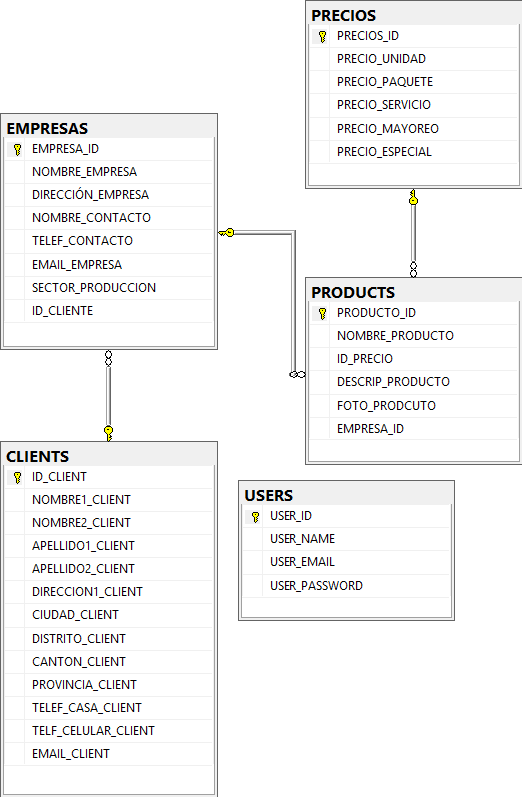 PRECIOS
PRECIOS_ID
PRECIO_UNIDAD
PRECIO_PAQUETE
PRECIO_SERVICIO
PRECIO_MAYOREO
PRECIO_ESPECIAL
EMPRESAS
EMPRESA_ID
NOMBRE_EMPRESA
DIRECCIÓN_EMPRESA
NOMBRE_CONTACTO
TELEF_CONTACTO
EMAIL_EMPRESA
SECTOR_PRODUCCION
ID_CLIENTE
PRODUCTS
PRODUCTO_ID
NOMBRE_PRODUCTO
ID_PRECIO
DESCRIP_PRODUCTO
FOTO_PRODCUTO
EMPRESA_ID
CLIENTS
ID_CLIENT
NOMBRE1_CLIENT
NOMBRE2_CLIENT
APELLIDO1_CLIENT
APELLIDO2_CLIENT
DIRECCION1_CLIENT
CIUDAD_CLIENT
DISTRITO_CLIENT
CANTON_CLIENT
PROVINCIA_CLIENT
TELEF_CASA_CLIENT
TELF_CELULAR_CLIENT
EMAIL_CLIENT
USERS
USER_ID
USER_NAME
USER_EMAIL
USER_PASSWORD